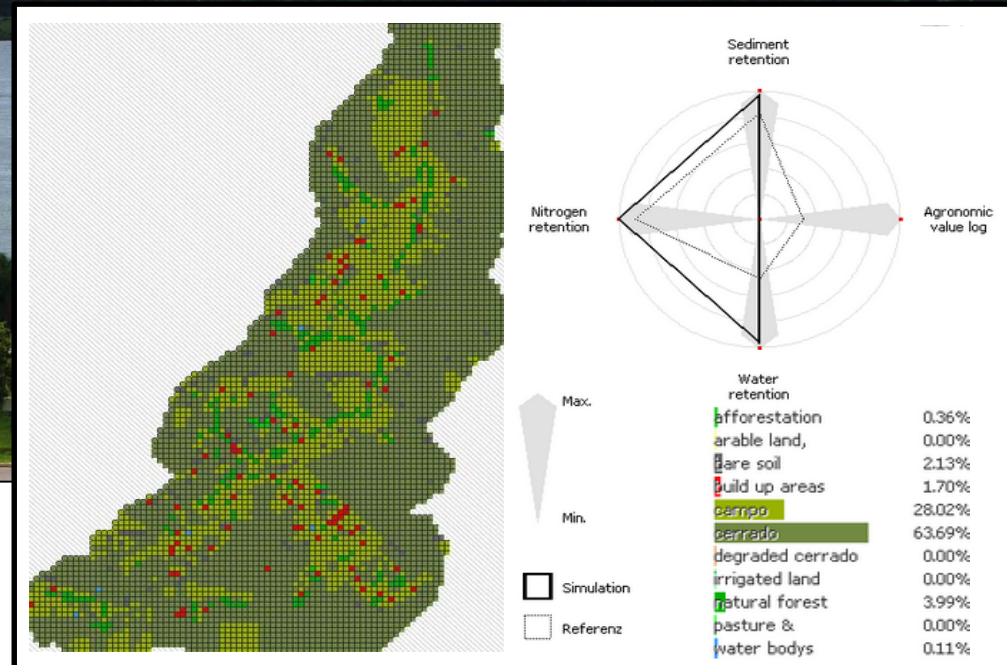 Sediment
retention
Nitrogen
retention
Agronomic
value log
Water
retention
Max.
Min.
Simulation
Referenz
afforestation 0.36%
arable land, 0.00%
bare soil 2.13%
build up areas 1.70%
campo 28.02%
cerrado 63.69%
degraded cerrado 0.00%
irrigated land 0.00%
natural forest 3.99%
pasture & 0.00%
water bodys 0.11%